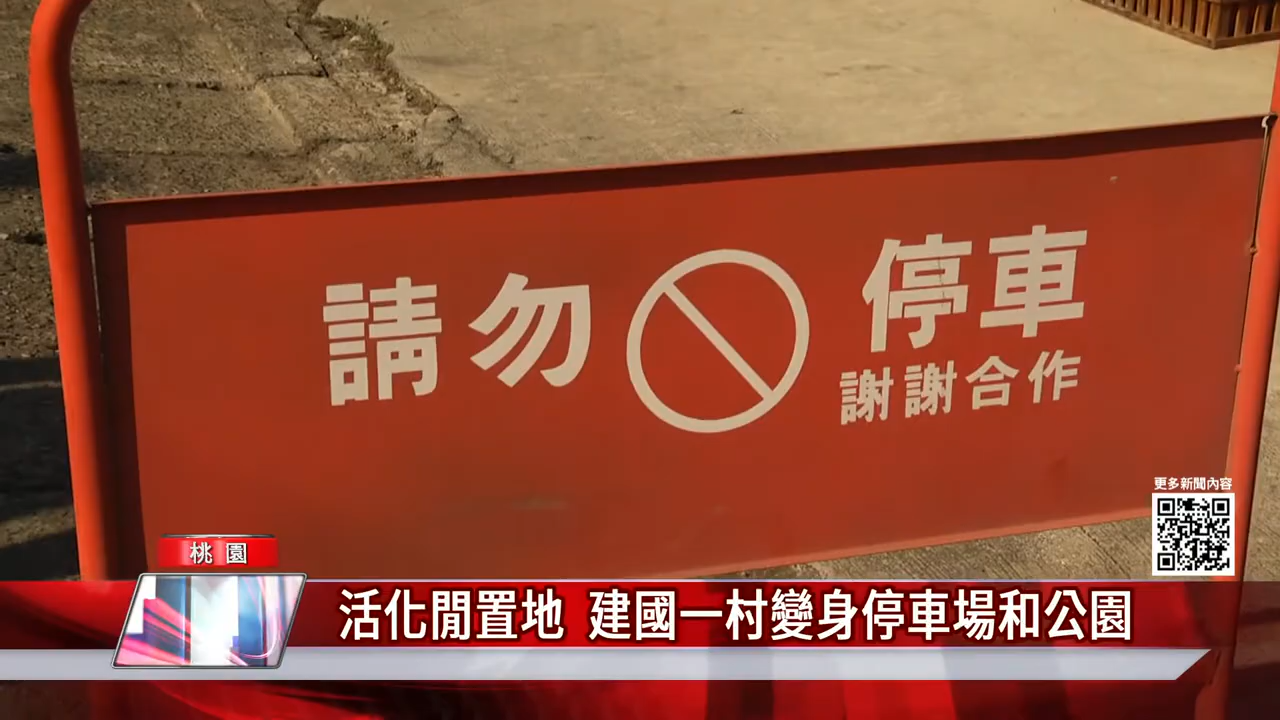 請勿 停車
謝謝合作
更多新聞內容
桃園
活化閒置地 建國一村變身停車場和公園